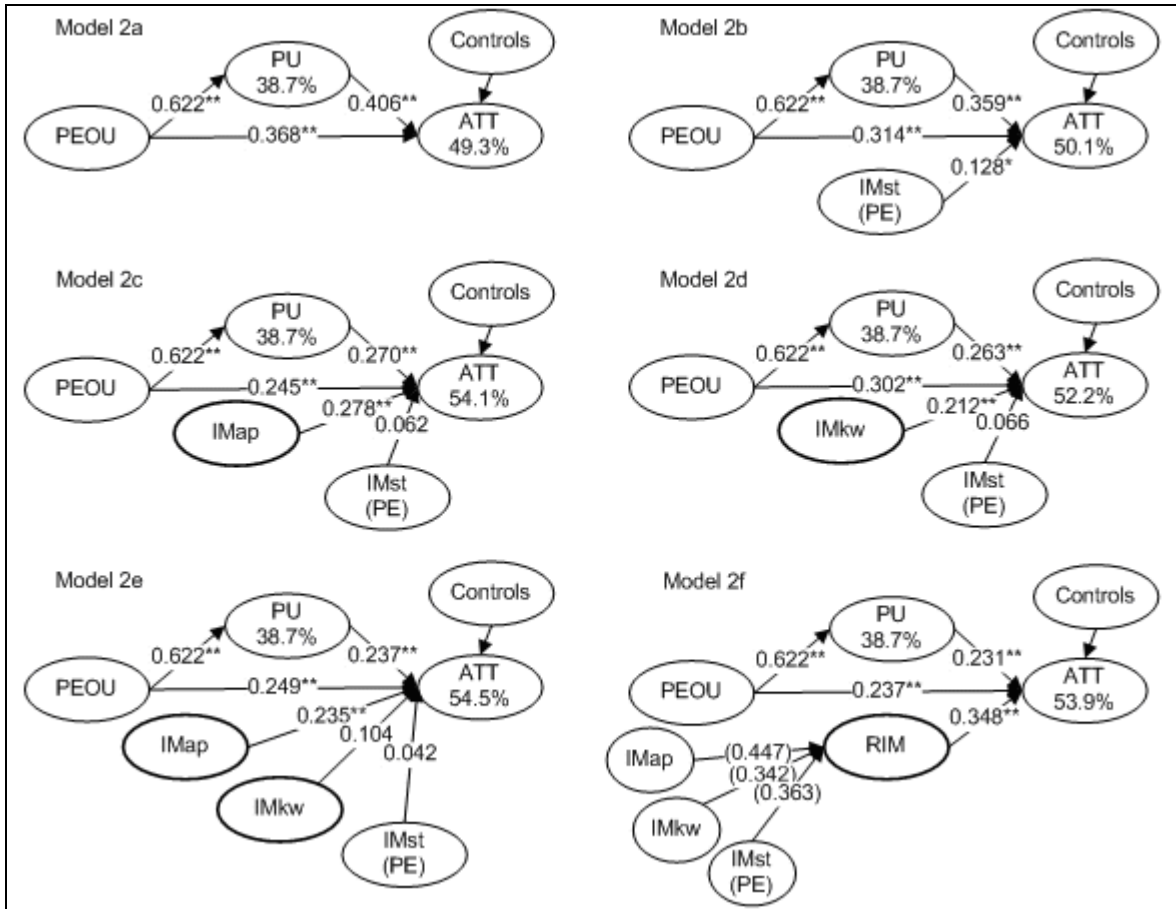 Model 2a
Controls
PU
38.7%
0.622**
0.406**
PEOU
0.368**
ATT
49.3%
Model 2b
Controls
PU
38.7%
0.622**
0.359**
PEOU
0.314**
ATT
50.1%
0.128*
IMst
(PE)
Model 2c
Controls
PU
38.7%
0.622**
0.270**
PEOU
0.245**
ATT
54.1%
0.278**
IMap
0.062
IMst
(PE)
Model 2d
Controls
PU
38.7%
0.622**
0.263**
PEOU
0.302**
ATT
52.2%
0.212**
IMkw
0.066
IMst
(PE)
Model 2e
Controls
PU
38.7%
0.622**
0.237**
PEOU
0.249**
ATT
54.5%
0.235**
IMap
0.104
0.042
IMkw
IMst
(PE)
Model 2f
Controls
PU
38.7%
0.622**
0.231**
PEOU
0.237**
ATT
53.9%
0.348**
RIM
IMap
(0.447)
(0.342)
(0.363)
IMkw
IMst
(PE)